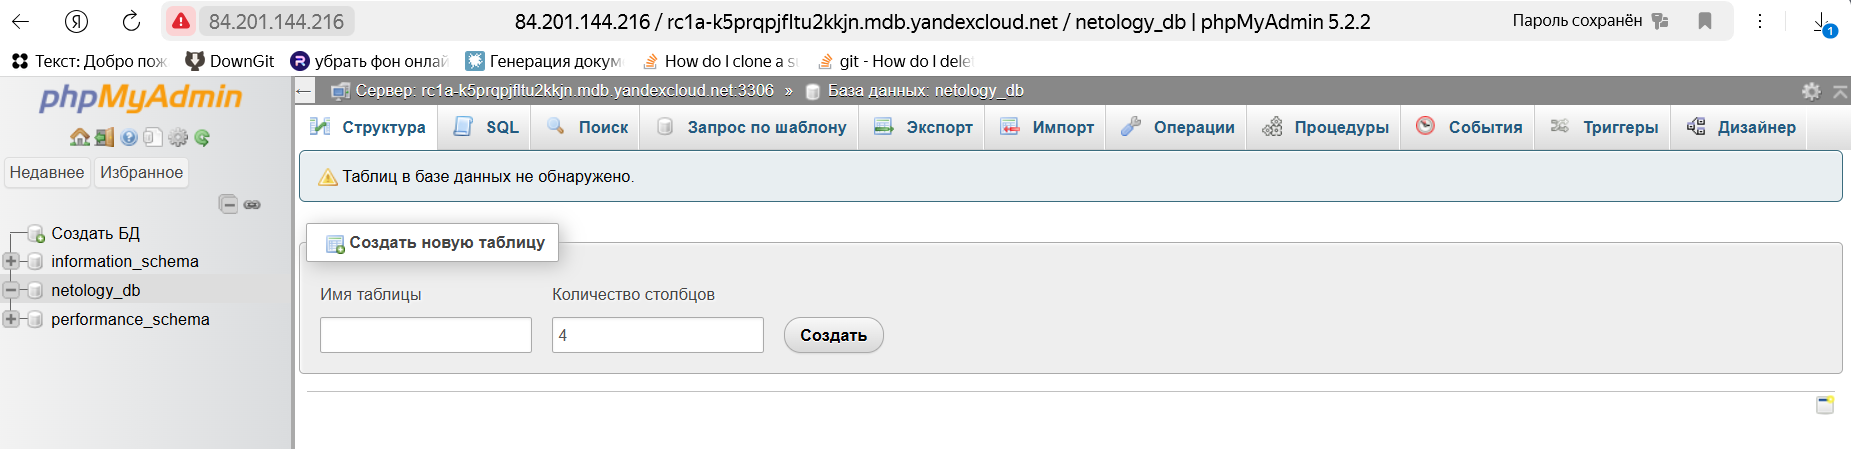 84.201.144.216
84.201.144.216 / rc1a-k5prqpjfltu2kkjn.mdb.yandexcloud.net / netology_db | phpMyAdmin 5.2.2
Пароль сохранён
1
Текст: Добро пож
DownGit
убрать фон онлай
Генерация докум
How do I clone a s
git - How do I dele
phpMyAdmin
Недавнее Избранное
Создать БД
information_schema
netology_db
performance_schema
Сервер: rc1a-k5prqpjfltu2kkjn.mdb.yandexcloud.net:3306 » База данных: netology_db
Структура SQL Поиск Запрос по шаблону Экспорт Импорт Операции Процедуры События Триггеры Дизайнер
Таблиц в базе данных не обнаружено.
Создать новую таблицу
Имя таблицы Количество столбцов
4 Создать